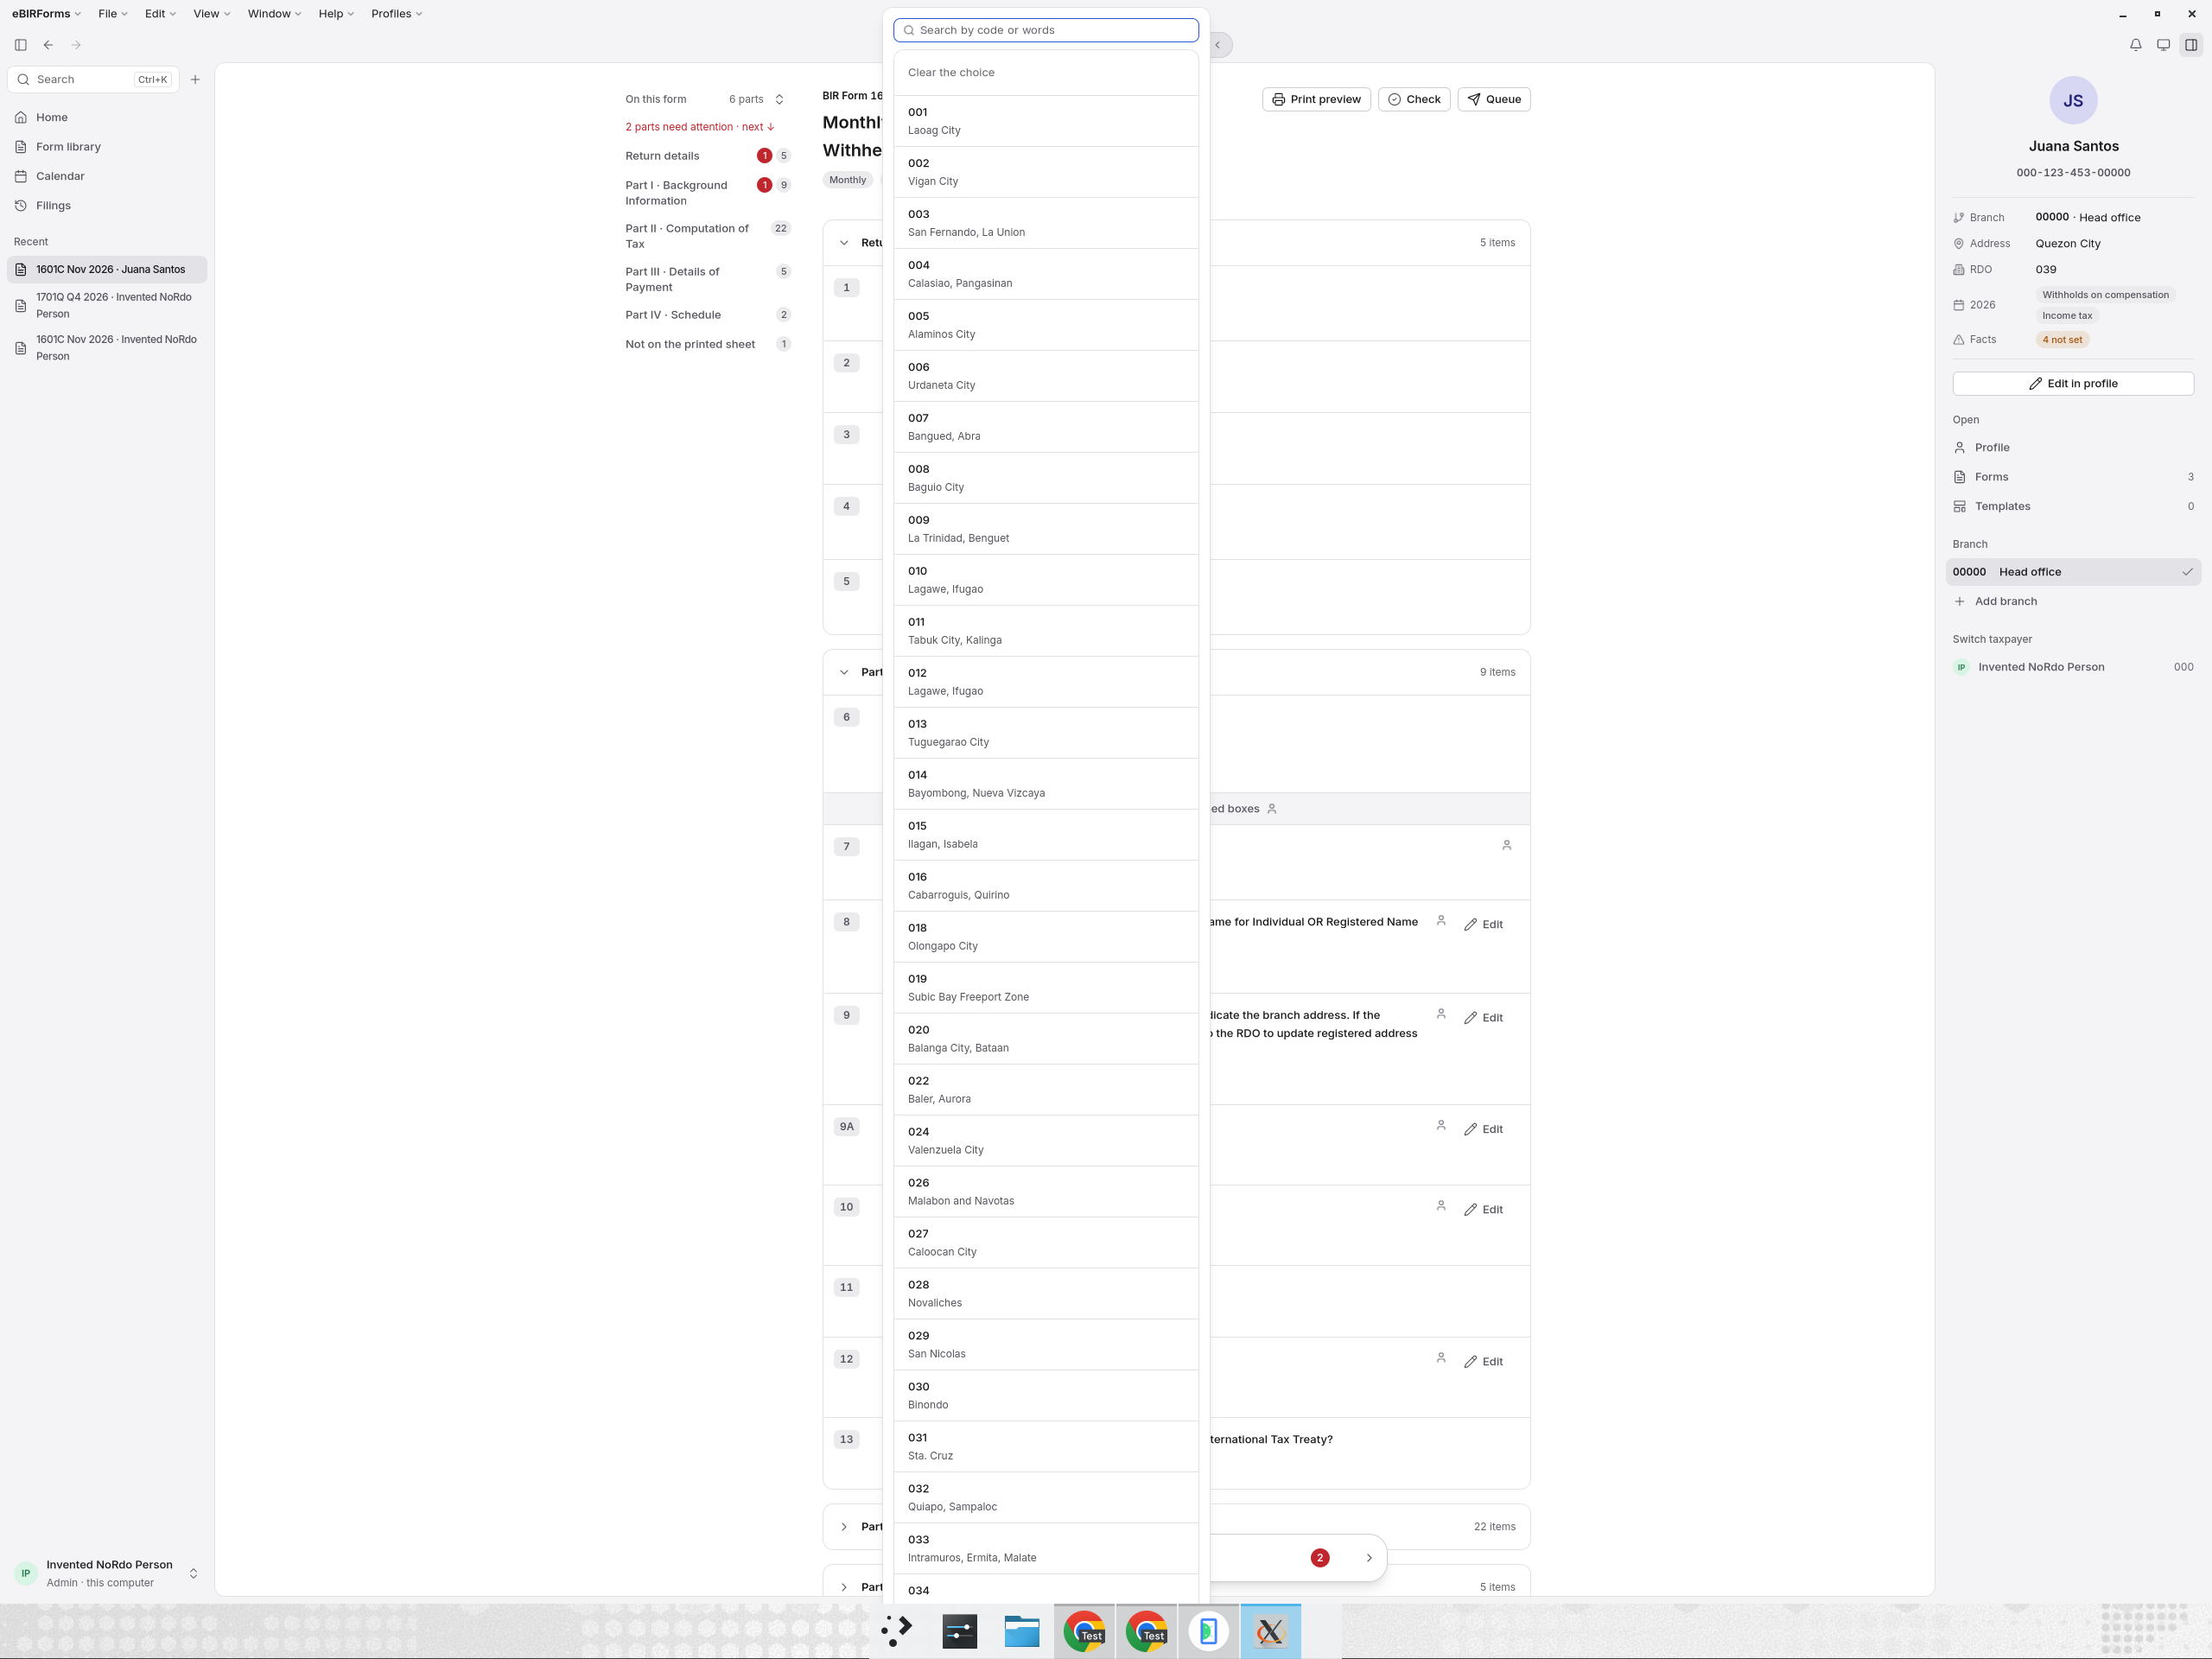 eBIRForms File Edit View Window Help Profiles
Search Ctrl+K
Home
Form library
Calendar
Filings
Recent
1601C Nov 2026 · Juana Santos
1701Q Q4 2026 · Invented NoRdo
Person
1601C Nov 2026 · Invented NoRdo
Person
Invented NoRdo Person
IP
Admin · this computer
On this form 6 parts
2 parts need attention · next ↓
Return details 1 5
Part I · Background
Information
1 9
Part II · Computation of
Tax
22
Part III · Details of
Payment
5
Part IV · Schedule 2
Not on the printed sheet 1
BIR Form 16
Monthl
Withhe
Monthly
Print preview Check Queue
Retu 5 items
1
2
3
4
5
Part 9 items
6
ed boxes
7
8 ame for Individual OR Registered Name Edit
9 dicate the branch address. If the Edit
o the RDO to update registered address
9A Edit
10 Edit
11
12 Edit
13 ternational Tax Treaty?
Part 22 items
2
Part 5 items
Search by code or words
Clear the choice
001
Laoag City
002
Vigan City
003
San Fernando, La Union
004
Calasiao, Pangasinan
005
Alaminos City
006
Urdaneta City
007
Bangued, Abra
008
Baguio City
009
La Trinidad, Benguet
010
Lagawe, Ifugao
011
Tabuk City, Kalinga
012
Lagawe, Ifugao
013
Tuguegarao City
014
Bayombong, Nueva Vizcaya
015
Ilagan, Isabela
016
Cabarroguis, Quirino
018
Olongapo City
019
Subic Bay Freeport Zone
020
Balanga City, Bataan
022
Baler, Aurora
024
Valenzuela City
026
Malabon and Navotas
027
Caloocan City
028
Novaliches
029
San Nicolas
030
Binondo
031
Sta. Cruz
032
Quiapo, Sampaloc
033
Intramuros, Ermita, Malate
034
JS
Juana Santos
000-123-453-00000
Branch 00000 · Head office
Address Quezon City
RDO 039
2026 Withholds on compensation
Income tax
Facts 4 not set
Edit in profile
Open
Profile
Forms 3
Templates 0
Branch
00000 Head office
Add branch
Switch taxpayer
IP Invented NoRdo Person 000
Test
Test